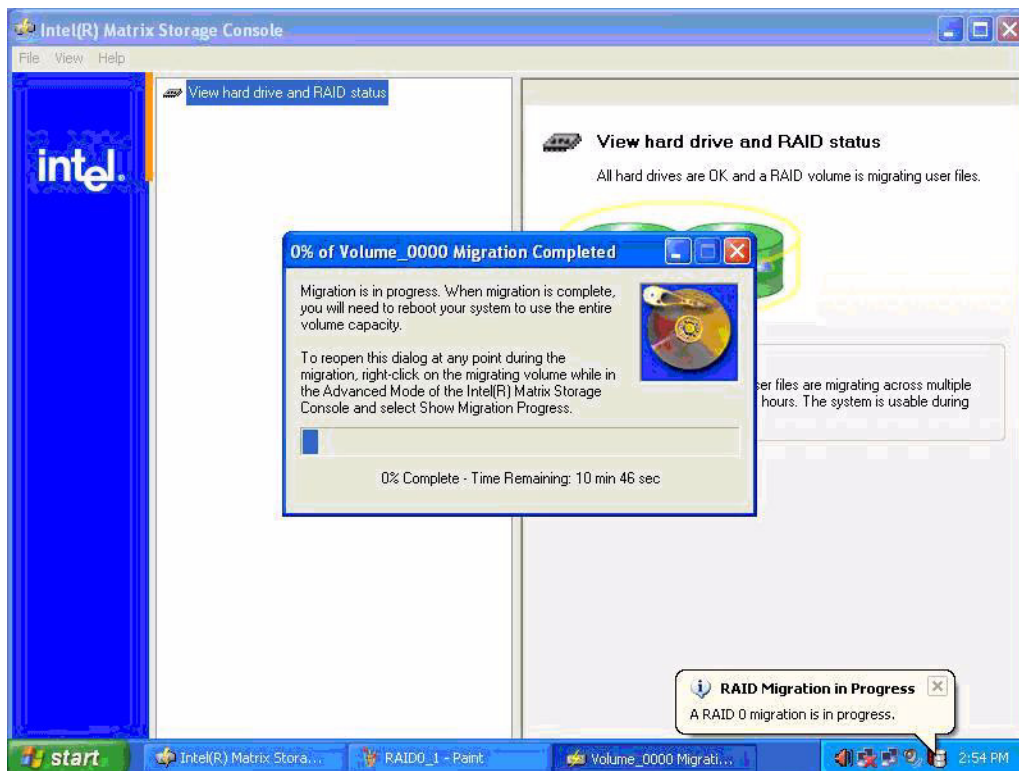 Intel(R) Matrix Storage Console
File View Help
intel.
View hard drive and RAID status
View hard drive and RAID status
All hard drives are OK and a RAID volume is migrating user files.
0% of Volume_0000 Migration Completed
Migration is in progress. When migration is complete,
you will need to reboot your system to use the entire
volume capacity.
To reopen this dialog at any point during the
migration, right-click on the migrating volume while in
the Advanced Mode of the Intel(R) Matrix Storage
Console and select Show Migration Progress.
0% Complete - Time Remaining: 10 min 46 sec
files are migrating across multiple
hours. The system is usable during
RAID Migration in Progress
A RAID 0 migration is in progress.
start
Intel(R) Matrix Stora...
RAID0_1 - Paint
Volume_0000 Migrati...
2:54 PM